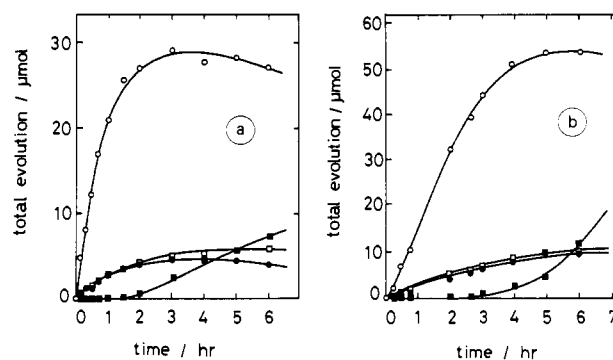 30
20
10
0
total evolution / µmol
0 1 2 3 4 5 6
time / hr
a
60
50
40
30
20
10
0
total evolution / µmol
0 1 2 3 4 5 6 7
time / hr
b